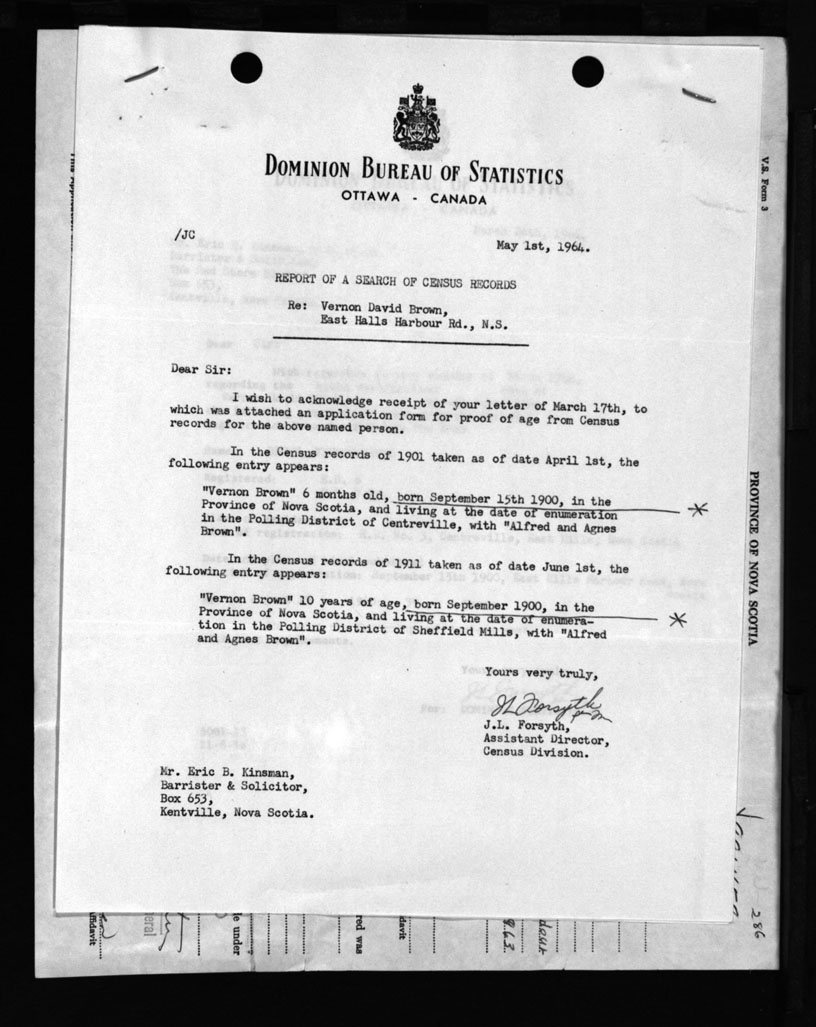 DOMINION BUREAU OF STATISTICS
OTTAWA - CANADA
/JC
May 1st, 1964.
REPORT OF A SEARCH OF CENSUS RECORDS
Re: Vernon David Brown,
East Halls Harbour Rd., N.S.
Dear Sir:
I wish to acknowledge receipt of your letter of March 17th, to
which was attached an application form for proof of age from Census
records for the above named person.
In the Census records of 1901 taken as of date April 1st, the
following entry appears:
"Vernon Brown" 6 months old, born September 15th 1900, in the
Province of Nova Scotia, and living at the date of enumeration
in the Polling District of Centreville, with "Alfred and Agnes
Brown".
In the Census records of 1911 taken as of date June 1st, the
following entry appears:
"Vernon Brown" 10 years of age, born September 1900, in the
Province of Nova Scotia, and living at the date of enumera-
tion in the Polling District of Sheffield Mills, with "Alfred
and Agnes Brown".
Yours very truly,
JL Forsyth
J.L. Forsyth,
Assistant Director,
Census Division.
Mr. Eric B. Kinsman,
Barrister & Solicitor,
Box 653,
Kentville, Nova Scotia.
V.S. Form 3
PROVINCE OF NOVA SCOTIA
286
le under
red was